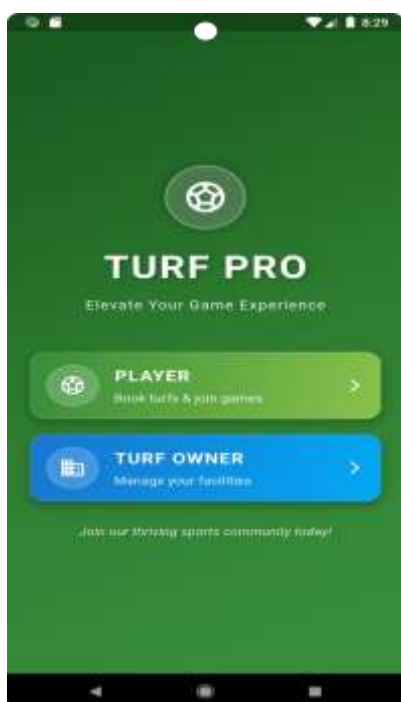 8:29
TURF PRO
Elevate Your Game Experience
PLAYER
Book turfs & join games
TURF OWNER
Manage your facilities
Join our thriving sports community today!